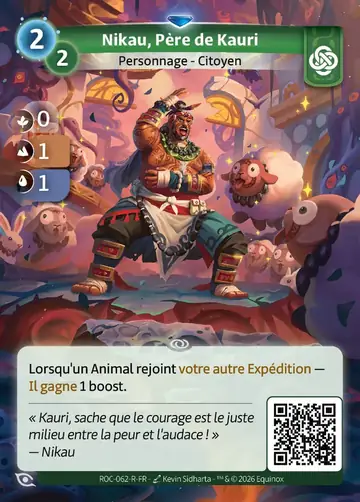 2
2
Nikau, Père de Kauri
Personnage - Citoyen
0
1
1
Lorsqu'un Animal rejoint votre autre Expédition —
Il gagne 1 boost.
« Kauri, sache que le courage est le juste
milieu entre la peur et l'audace ! »
— Nikau
ROC-062-R-FR - Kevin Sidharta - ™ & © 2026 Equinox